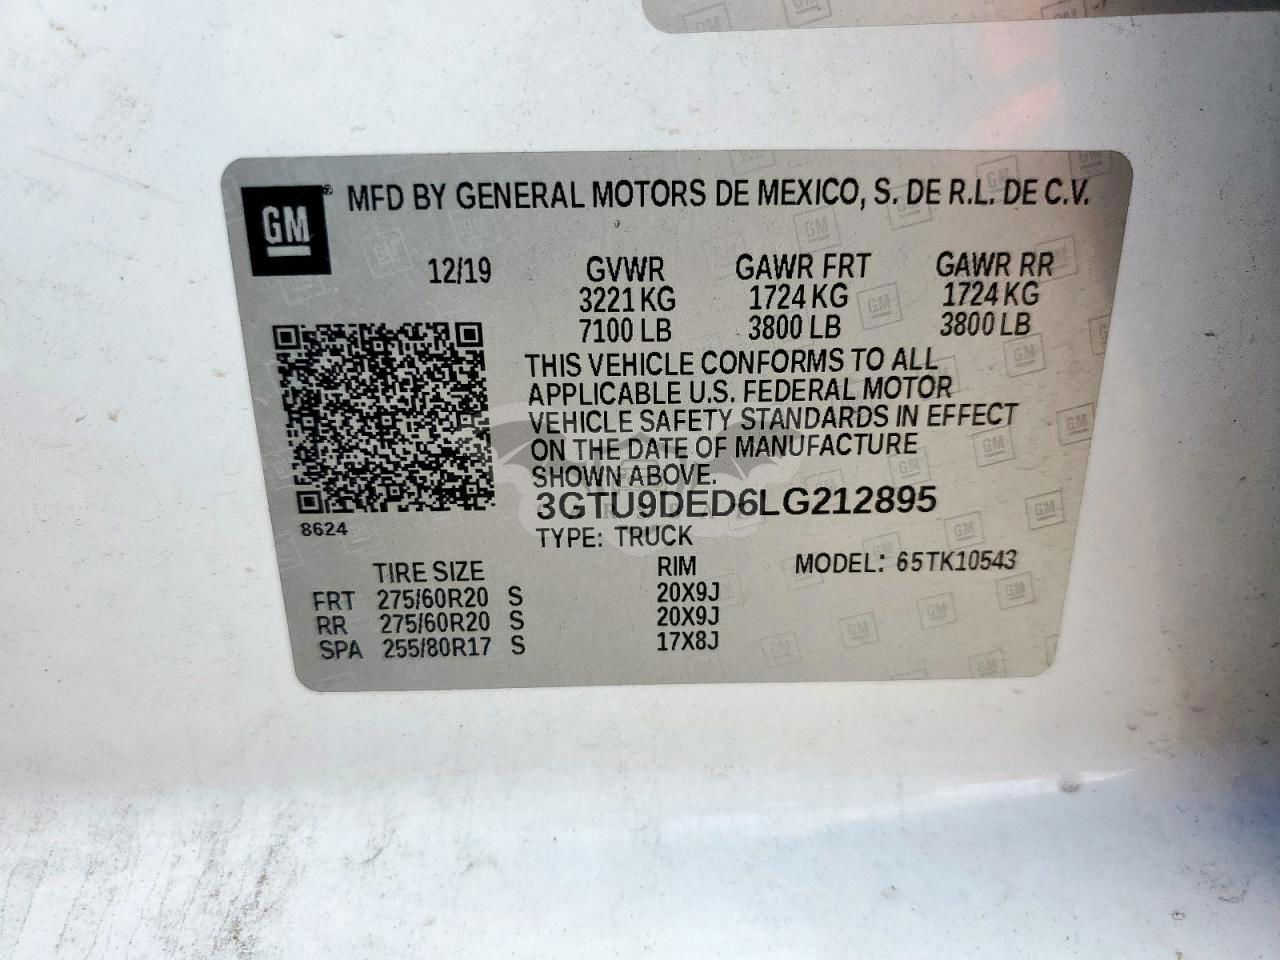 GM
MFD BY GENERAL MOTORS DE MEXICO, S. DE R.L. DE C.V.
12/19 GVWR GAWR FRT GAWR RR
3221 KG 1724 KG 1724 KG
7100 LB 3800 LB 3800 LB
THIS VEHICLE CONFORMS TO ALL
APPLICABLE U.S. FEDERAL MOTOR
VEHICLE SAFETY STANDARDS IN EFFECT
ON THE DATE OF MANUFACTURE
SHOWN ABOVE.
3GTU9DED6LG212895
8624
TYPE: TRUCK
TIRE SIZE RIM MODEL: 65TK10543
FRT 275/60R20 S 20X9J
RR 275/60R20 S 20X9J
SPA 255/80R17 S 17X8J